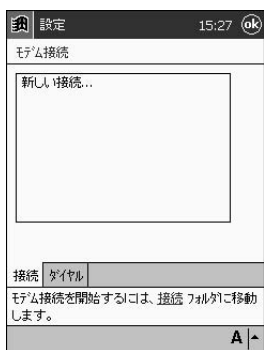 設定 15:27 ok
ﾓﾃﾞﾑ接続
新しい接続...
接続 ﾀﾞｲﾔﾙ
ﾓﾃﾞﾑ接続を開始するには、接続 ﾌｫﾙﾀﾞに移動
します。
A